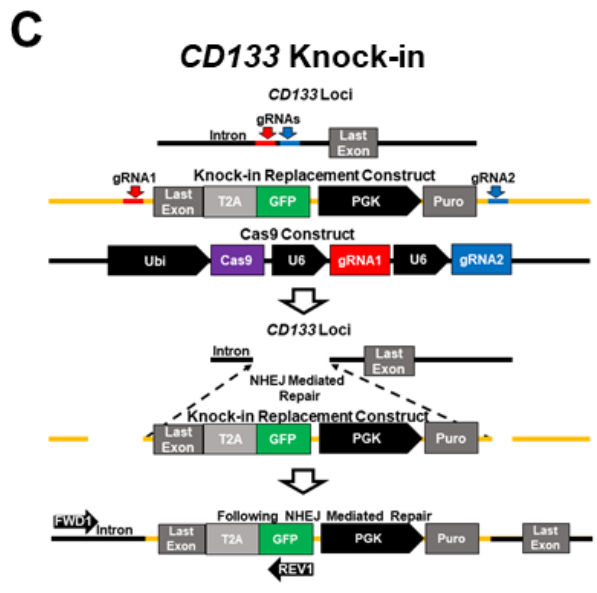 C
CD133 Knock-in
CD133 Loci
gRNAs
Intron
Last
Exon
Knock-in Replacement Construct
gRNA1
gRNA2
Last
Exon
T2A
GFP
PGK
Puro
Cas9 Construct
Ubi
Cas9
U6
gRNA1
U6
gRNA2
CD133 Loci
Intron
Last
Exon
NHEJ Mediated
Repair
Knock-in Replacement Construct
Last
Exon
T2A
GFP
PGK
Puro
FWD1
Intron
Following NHEJ Mediated Repair
Last
Exon
T2A
GFP
PGK
Puro
Last
Exon
REV1